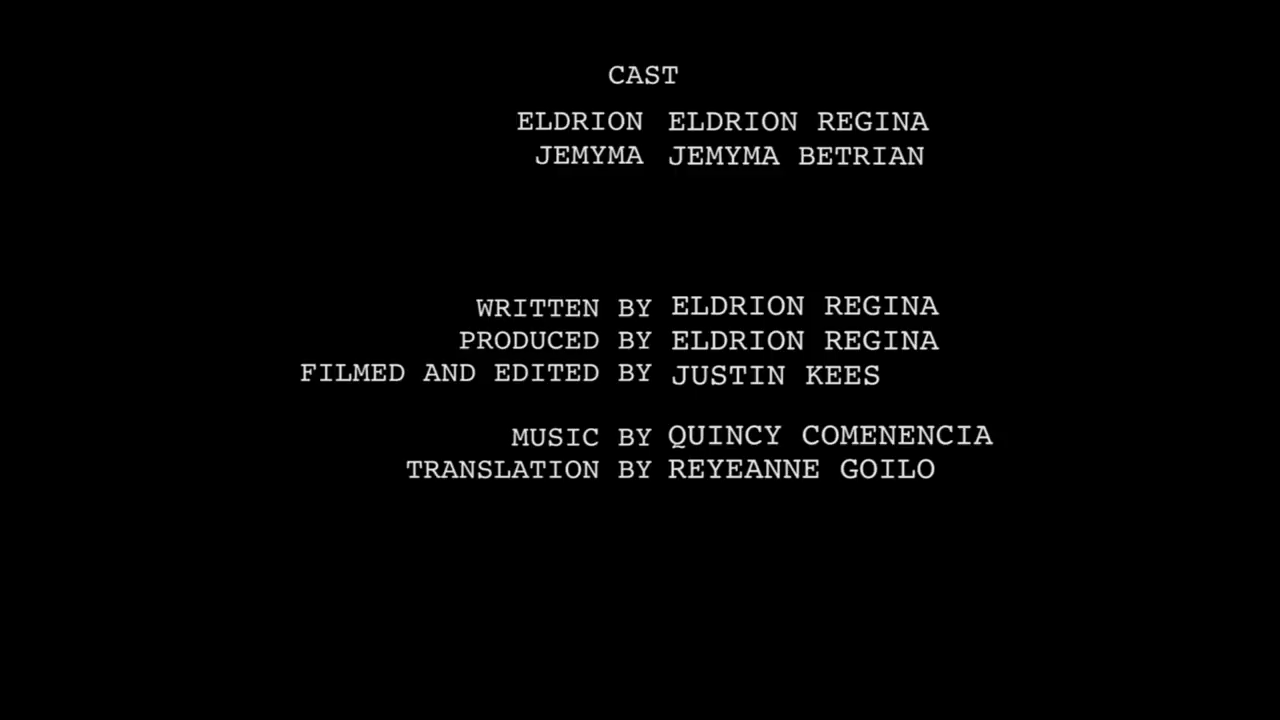 CAST
ELDRION ELDRION REGINA
JEMYMA JEMYMA BETRIAN
WRITTEN BY ELDRION REGINA
PRODUCED BY ELDRION REGINA
FILMED AND EDITED BY JUSTIN KEES
MUSIC BY QUINCY COMENENCIA
TRANSLATION BY REYEANNE GOILO